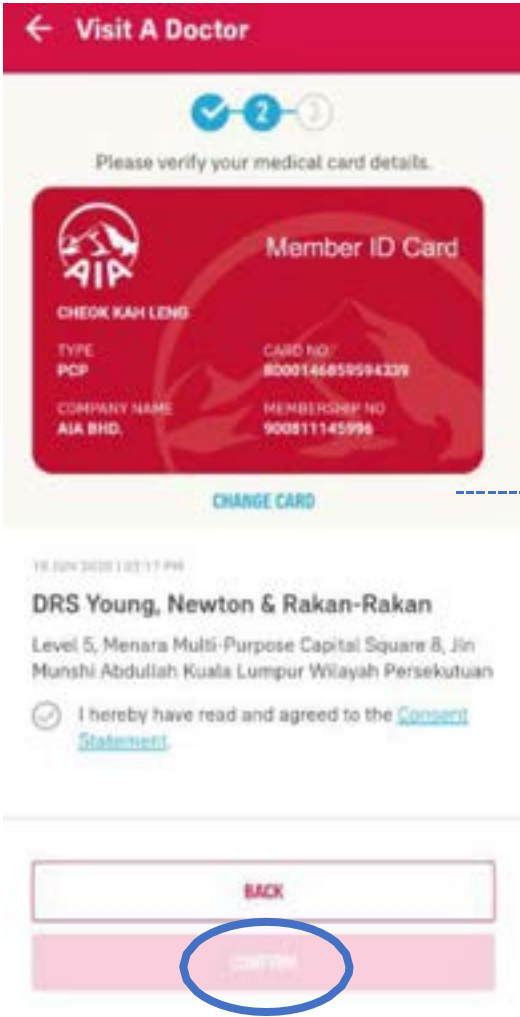 Visit A Doctor
2
3
Please verify your medical card details.
AIA
Member ID Card
CHEOK KAH LENG
TYPE
CARD NO.
PCP
8000146859594339
COMPANY NAME
MEMBERSHIP NO
AIA BHD.
900811145996
CHANGE CARD
18 JUN 2020 | 03:17 PM
DRS Young, Newton & Rakan-Rakan
Level 5, Menara Multi-Purpose Capital Square 8, Jln
Munshi Abdullah Kuala Lumpur Wilayah Persekutuan
I hereby have read and agreed to the Consent
Statement.
BACK
CONFIRM